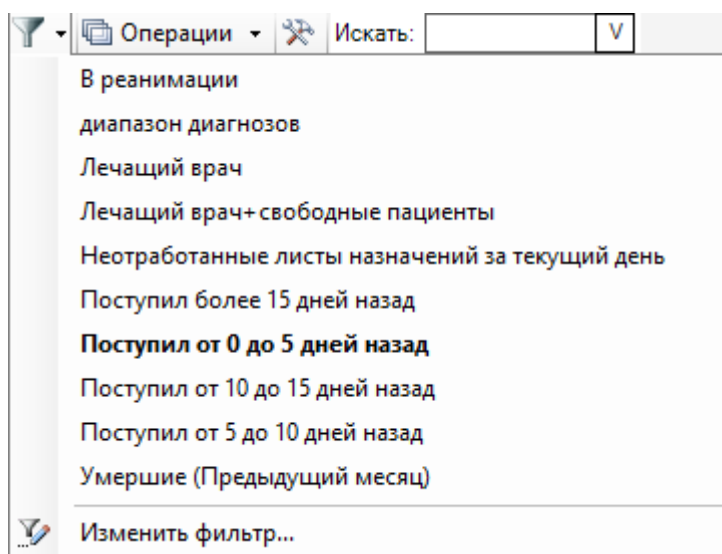 Операции Искать: V
В реанимации
диапазон диагнозов
Лечащий врач
Лечащий врач+свободные пациенты
Неотработанные листы назначений за текущий день
Поступил более 15 дней назад
Поступил от 0 до 5 дней назад
Поступил от 10 до 15 дней назад
Поступил от 5 до 10 дней назад
Умершие (Предыдущий месяц)
Изменить фильтр...